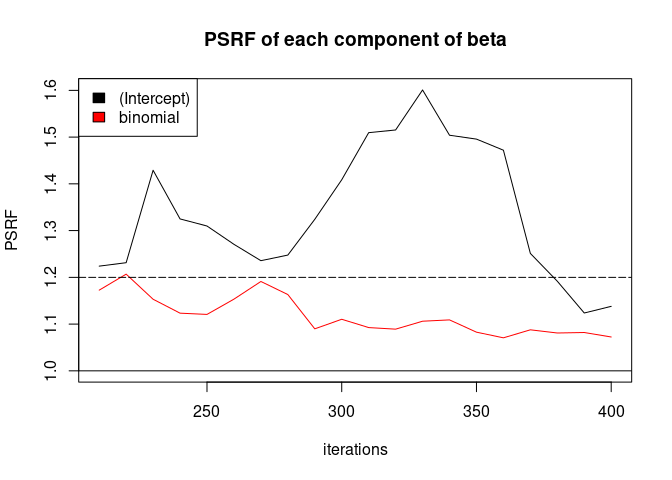 PSRF of each component of beta
(Intercept)
binomial
PSRF
1.6
1.5
1.4
1.3
1.2
1.1
1.0
250 300 350 400
iterations